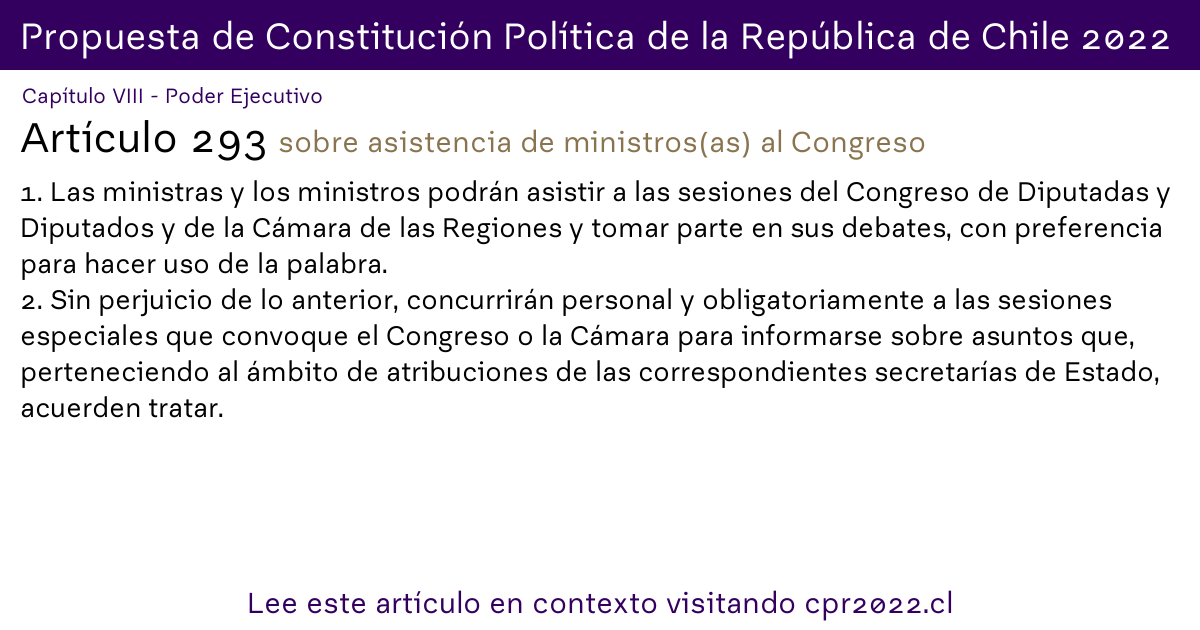 Propuesta de Constitución Política de la República de Chile 2022
Capítulo VIII - Poder Ejecutivo
Artículo 293 sobre asistencia de ministros(as) al Congreso
1. Las ministras y los ministros podrán asistir a las sesiones del Congreso de Diputadas y
Diputados y de la Cámara de las Regiones y tomar parte en sus debates, con preferencia
para hacer uso de la palabra.
2. Sin perjuicio de lo anterior, concurrirán personal y obligatoriamente a las sesiones
especiales que convoque el Congreso o la Cámara para informarse sobre asuntos que,
perteneciendo al ámbito de atribuciones de las correspondientes secretarías de Estado,
acuerden tratar.
Lee este artículo en contexto visitando cpr2022.cl